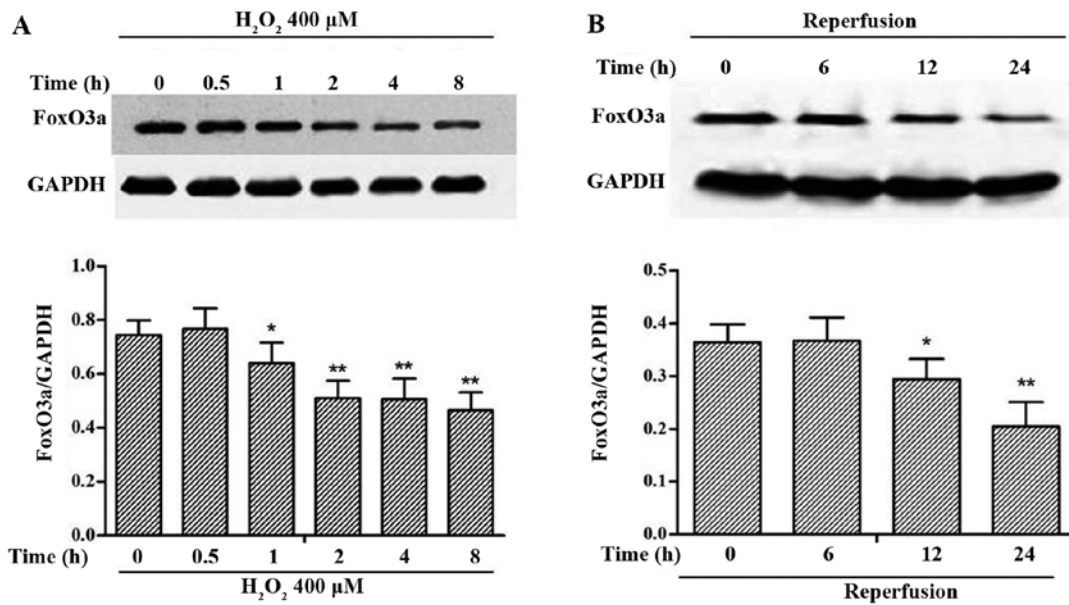 A
H₂O₂ 400 µM
Time (h) 0 0.5 1 2 4 8
FoxO3a
GAPDH
FoxO3a/GAPDH
1.0
0.8
0.6
0.4
0.2
0.0
*
**
**
**
Time (h) 0 0.5 1 2 4 8
H₂O₂ 400 µM
B
Reperfusion
Time (h) 0 6 12 24
FoxO3a
GAPDH
FoxO3a/GAPDH
0.5
0.4
0.3
0.2
0.1
0.0
*
**
Time (h) 0 6 12 24
Reperfusion